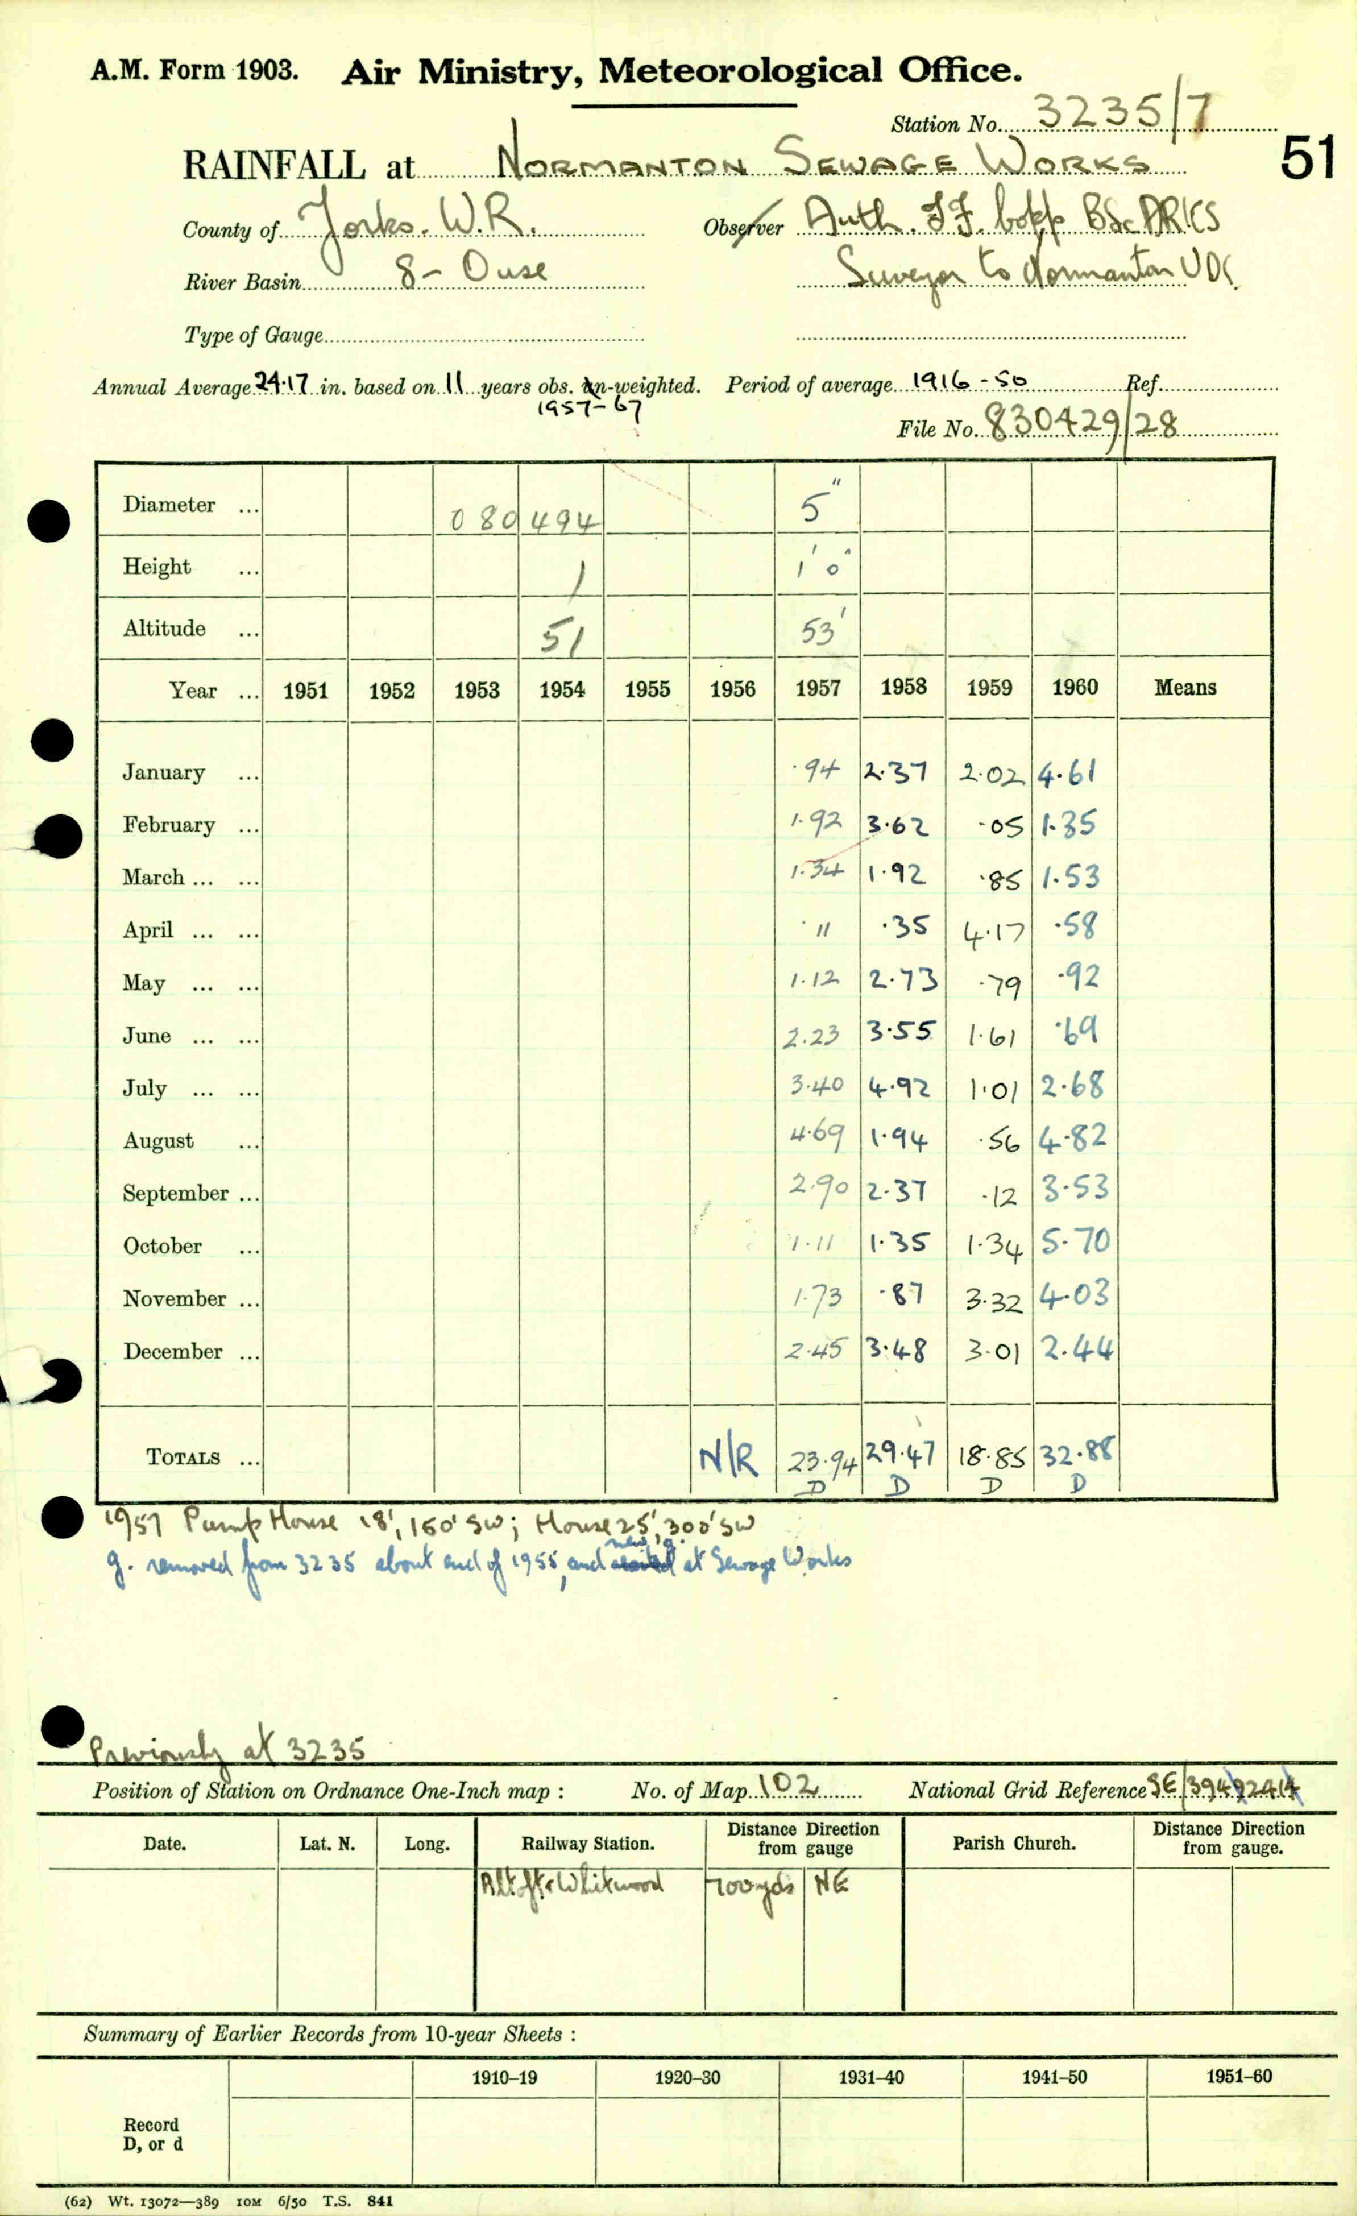 A.M. Form 1903. Air Ministry, Meteorological Office.
Station No. 3235/7
RAINFALL at NORMANTON SEWAGE WORKS 51
County of Yorks. W.R. Observer Auth. J.F. BSc ARICS
River Basin 8 - Ouse Surveyor to Normanton UDC.
Type of Gauge
Annual Average 24.17 in. based on 11 years obs. un-weighted. Period of average 1916-50 Ref.
1957-67
File No. 830429/28
Diameter ... 080 494 5"
Height ... 1 1' 0"
Altitude ... 51 53'
Year ... 1951 1952 1953 1954 1955 1956 1957 1958 1959 1960 Means
January ... .94 2.37 2.02 4.61
February ... 1.92 3.62 .05 1.35
March ... ... 1.34 1.92 .85 1.53
April ... ... .11 .35 4.17 .58
May ... ... 1.12 2.73 .79 .92
June ... ... 2.23 3.55 1.61 .69
July ... ... 3.40 4.92 1.01 2.68
August ... 4.69 1.94 .56 4.82
September ... 2.90 2.37 .12 3.53
October ... 1.11 1.35 1.34 5.70
November ... 1.73 .87 3.32 4.03
December ... 2.45 3.48 3.01 2.44
TOTALS ... N/R 23.94 29.47 18.85 32.88
D D D D
1957 Pump House 18', 160' SW; House 25', 300' SW
new g.
g. removed from 3235 about end of 1955, and at Sewage Works
Previously at 3235
Position of Station on Ordnance One-Inch map : No. of Map 102 National Grid Reference SE/
Date. Lat. N. Long. Railway Station. Distance Direction from gauge Parish Church. Distance Direction from gauge.
Altofts & Whitwood 700 yds NE
Summary of Earlier Records from 10-year Sheets :
1910–19 1920–30 1931–40 1941–50 1951–60
Record
D, or d
(62) Wt. 13072—389 10M 6/50 T.S. 841